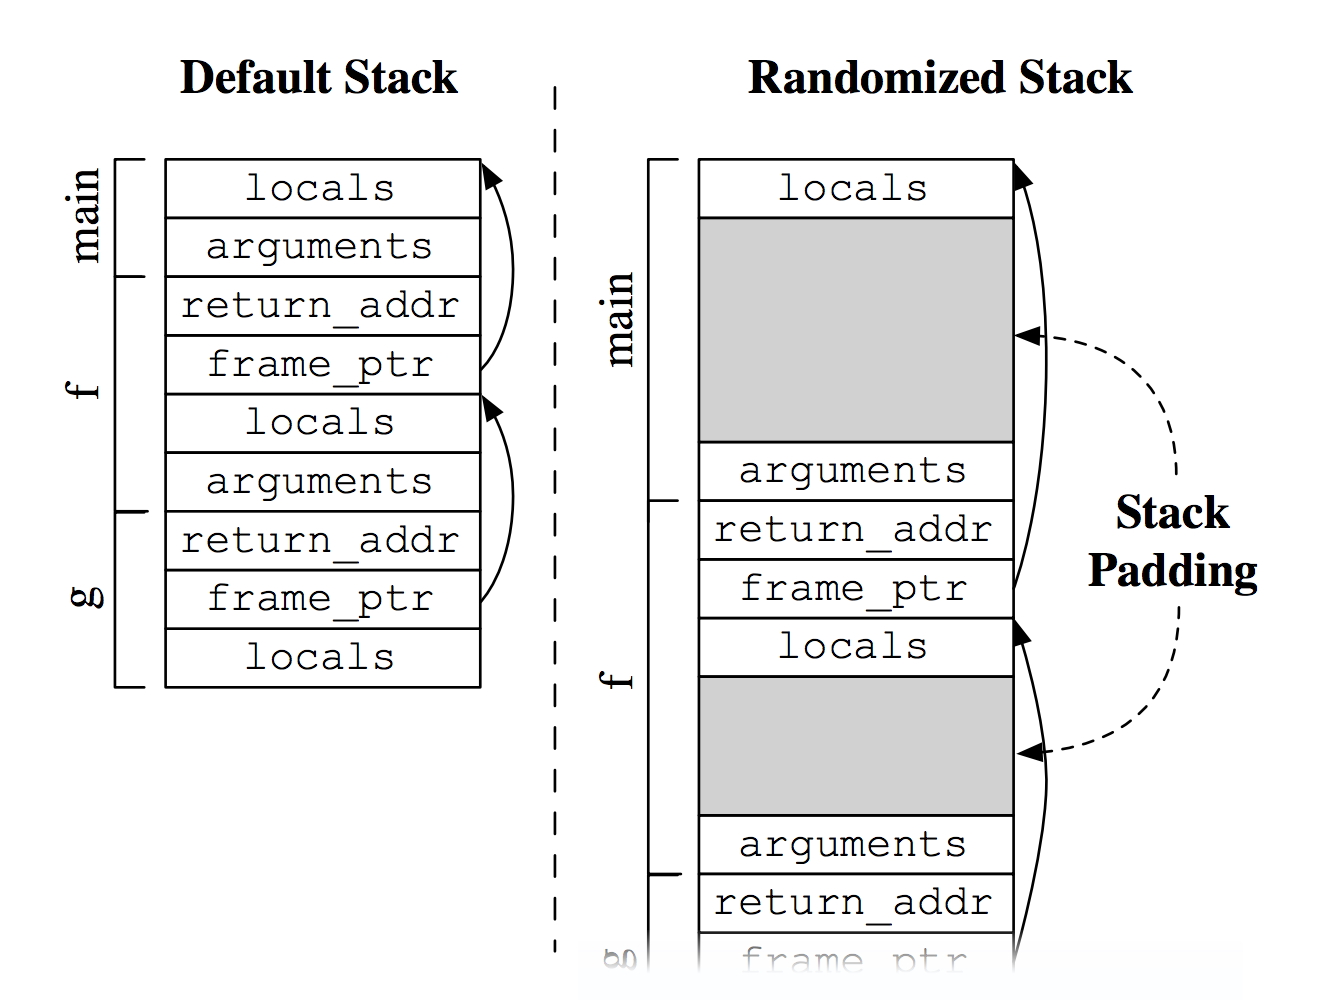 Default Stack
main
locals
arguments
f
return_addr
frame_ptr
locals
arguments
g
return_addr
frame_ptr
locals
Randomized Stack
main
locals
arguments
f
return_addr
frame_ptr
locals
arguments
g
return_addr
frame_ptr
Stack
Padding